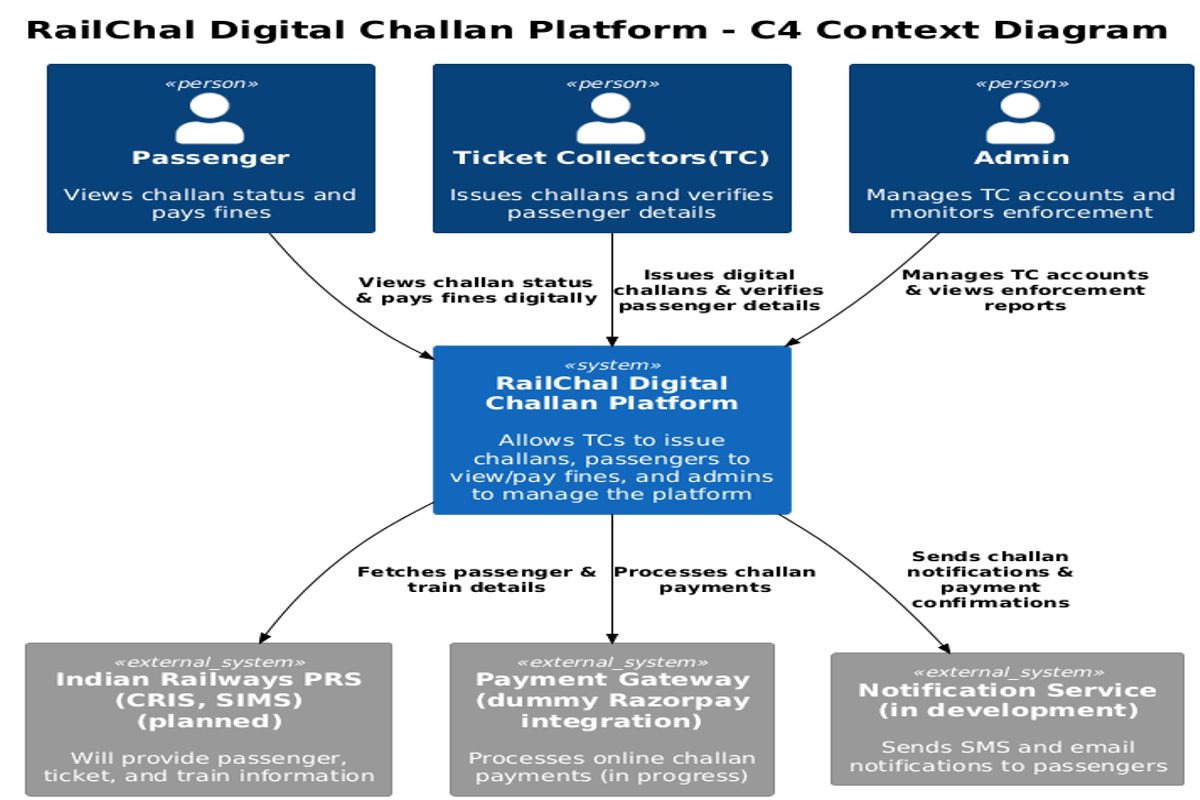 RailChal Digital Challan Platform - C4 Context Diagram
«person»
Passenger
Views challan status and
pays fines
«person»
Ticket Collectors(TC)
Issues challans and verifies
passenger details
«person»
Admin
Manages TC accounts and
monitors enforcement
Views challan status
& pays fines digitally
Issues digital
challans & verifies
passenger details
Manages TC accounts
& views enforcement
reports
«system»
RailChal Digital
Challan Platform
Allows TCs to issue
challans, passengers to
view/pay fines, and admins
to manage the platform
Fetches passenger &
train details
Processes challan
payments
Sends challan
notifications &
payment
confirmations
«external_system»
Indian Railways PRS
(CRIS, SIMS)
(planned)
Will provide passenger,
ticket, and train information
«external_system»
Payment Gateway
(dummy Razorpay
integration)
Processes online challan
payments (in progress)
«external_system»
Notification Service
(in development)
Sends SMS and email
notifications to passengers